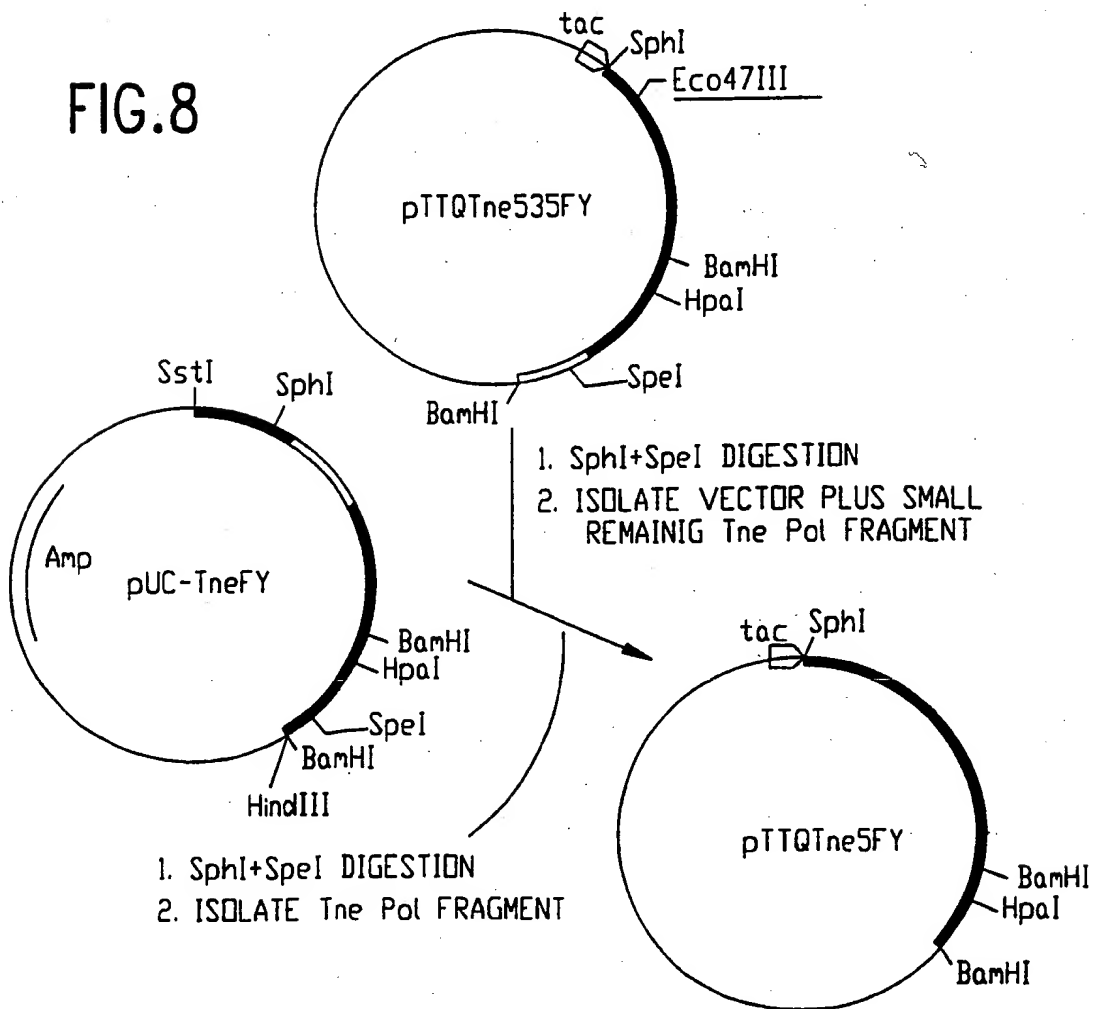 FIG.8
tac
SphI
Eco47III
pTTQTne535FY
BamHI
HpaI
SpeI
BamHI
SstI
SphI
Amp
pUC-TneFY
BamHI
HpaI
SpeI
BamHI
HindIII
1. SphI+SpeI DIGESTION
2. ISOLATE VECTOR PLUS SMALL
REMAINIG Tne Pol FRAGMENT
1. SphI+SpeI DIGESTION
2. ISOLATE Tne Pol FRAGMENT
tac
SphI
pTTQTne5FY
BamHI
HpaI
BamHI